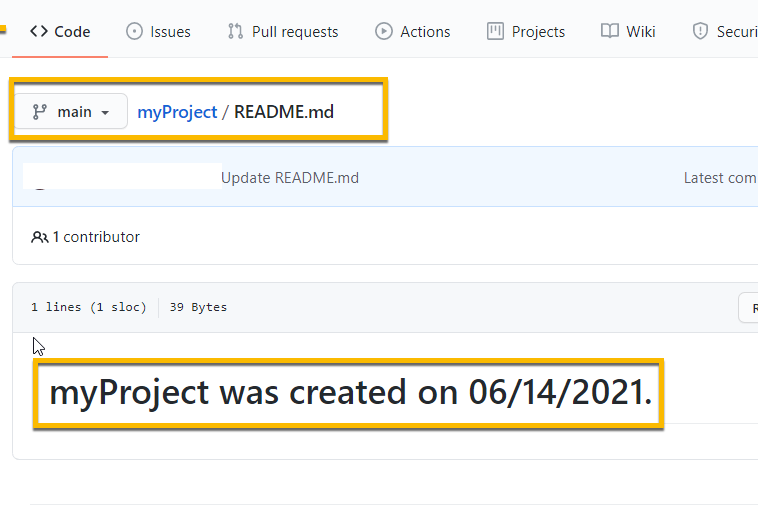 Code Issues Pull requests Actions Projects Wiki Securi
main myProject / README.md
Update README.md Latest com
1 contributor
1 lines (1 sloc) 39 Bytes R
myProject was created on 06/14/2021.